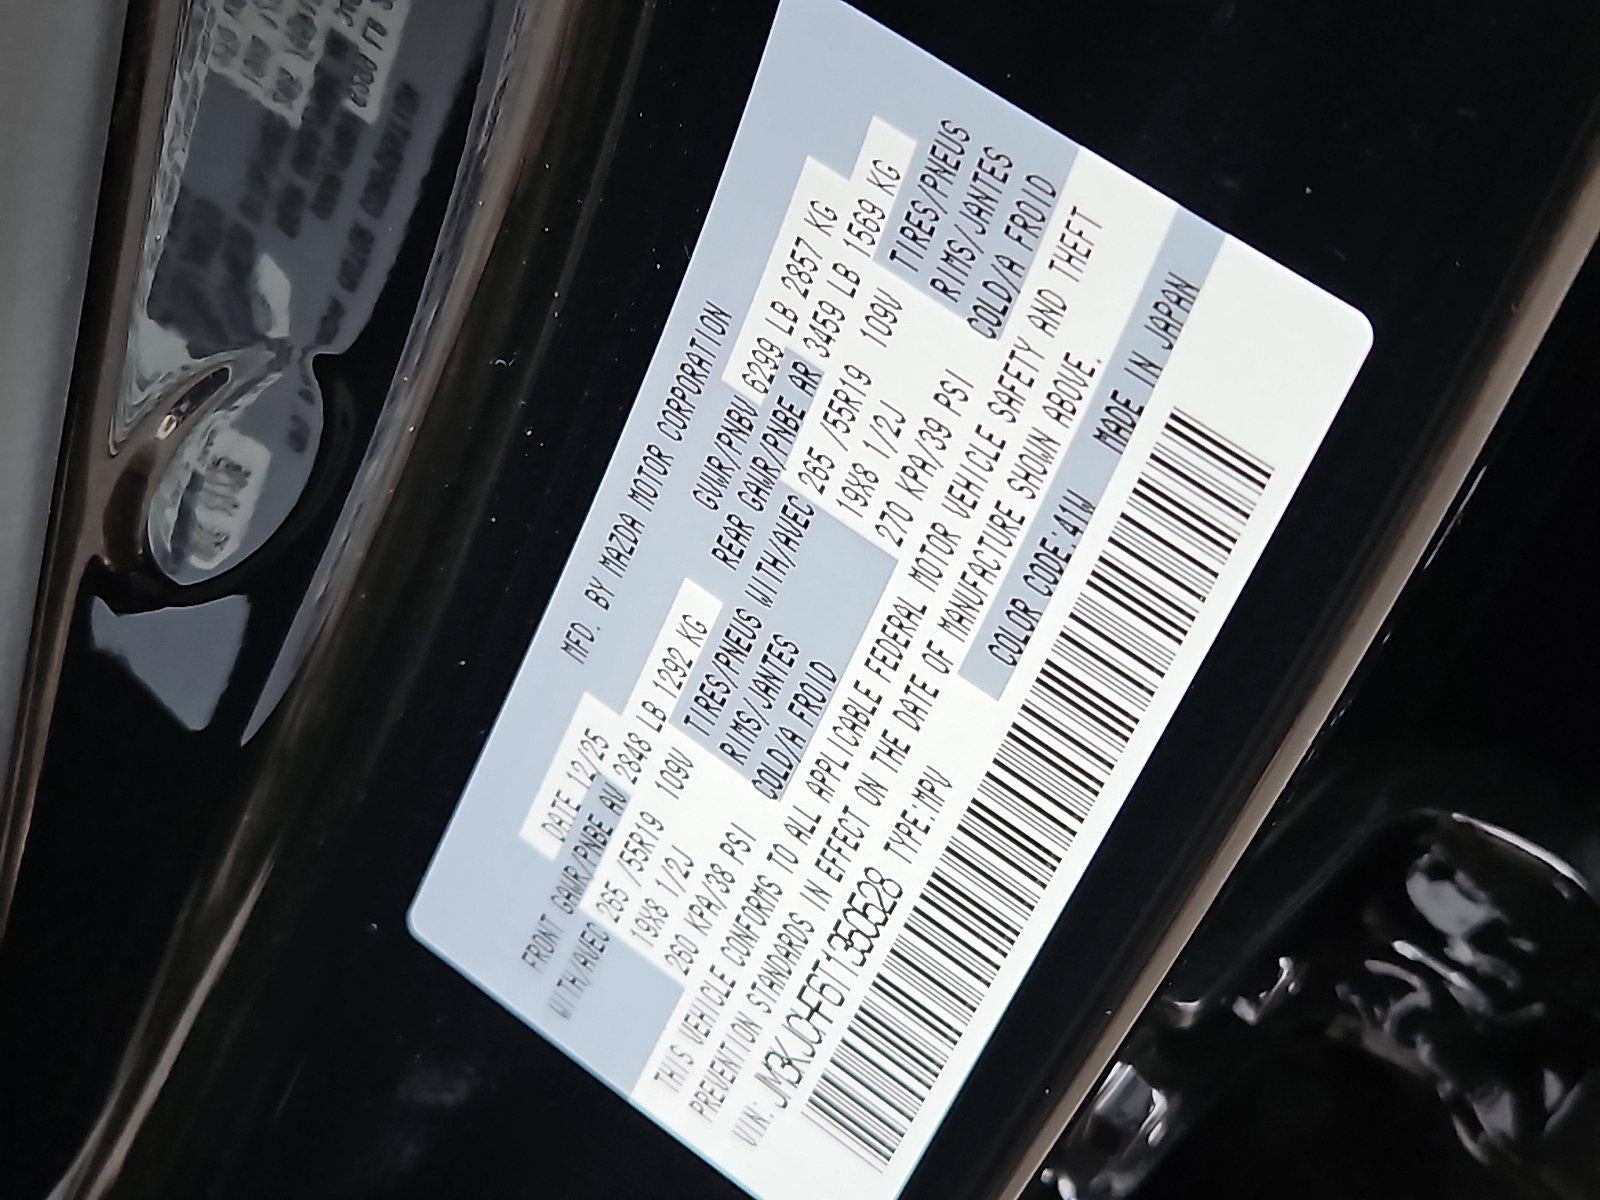 MFD. BY MAZDA MOTOR CORPORATION
DATE 12/25 GVWR/PNBV 6299 LB 2857 KG
FRONT GAWR/PNBE AV 2848 LB 1292 KG REAR GAWR/PNBE AR 3459 LB 1569 KG
WITH/AVEC 265 /55R19 109V TIRES/PNEUS WITH/AVEC 265 /55R19 109V TIRES/PNEUS
19X8 1/2J RIMS/JANTES 19X8 1/2J RIMS/JANTES
260 KPA/38 PSI COLD/A FROID 270 KPA/39 PSI COLD/A FROID
THIS VEHICLE CONFORMS TO ALL APPLICABLE FEDERAL MOTOR VEHICLE SAFETY AND THEFT
PREVENTION STANDARDS IN EFFECT ON THE DATE OF MANUFACTURE SHOWN ABOVE.
VIN: JM3KJCHF6T1350528 TYPE:MPV COLOR CODE:41W MADE IN JAPAN